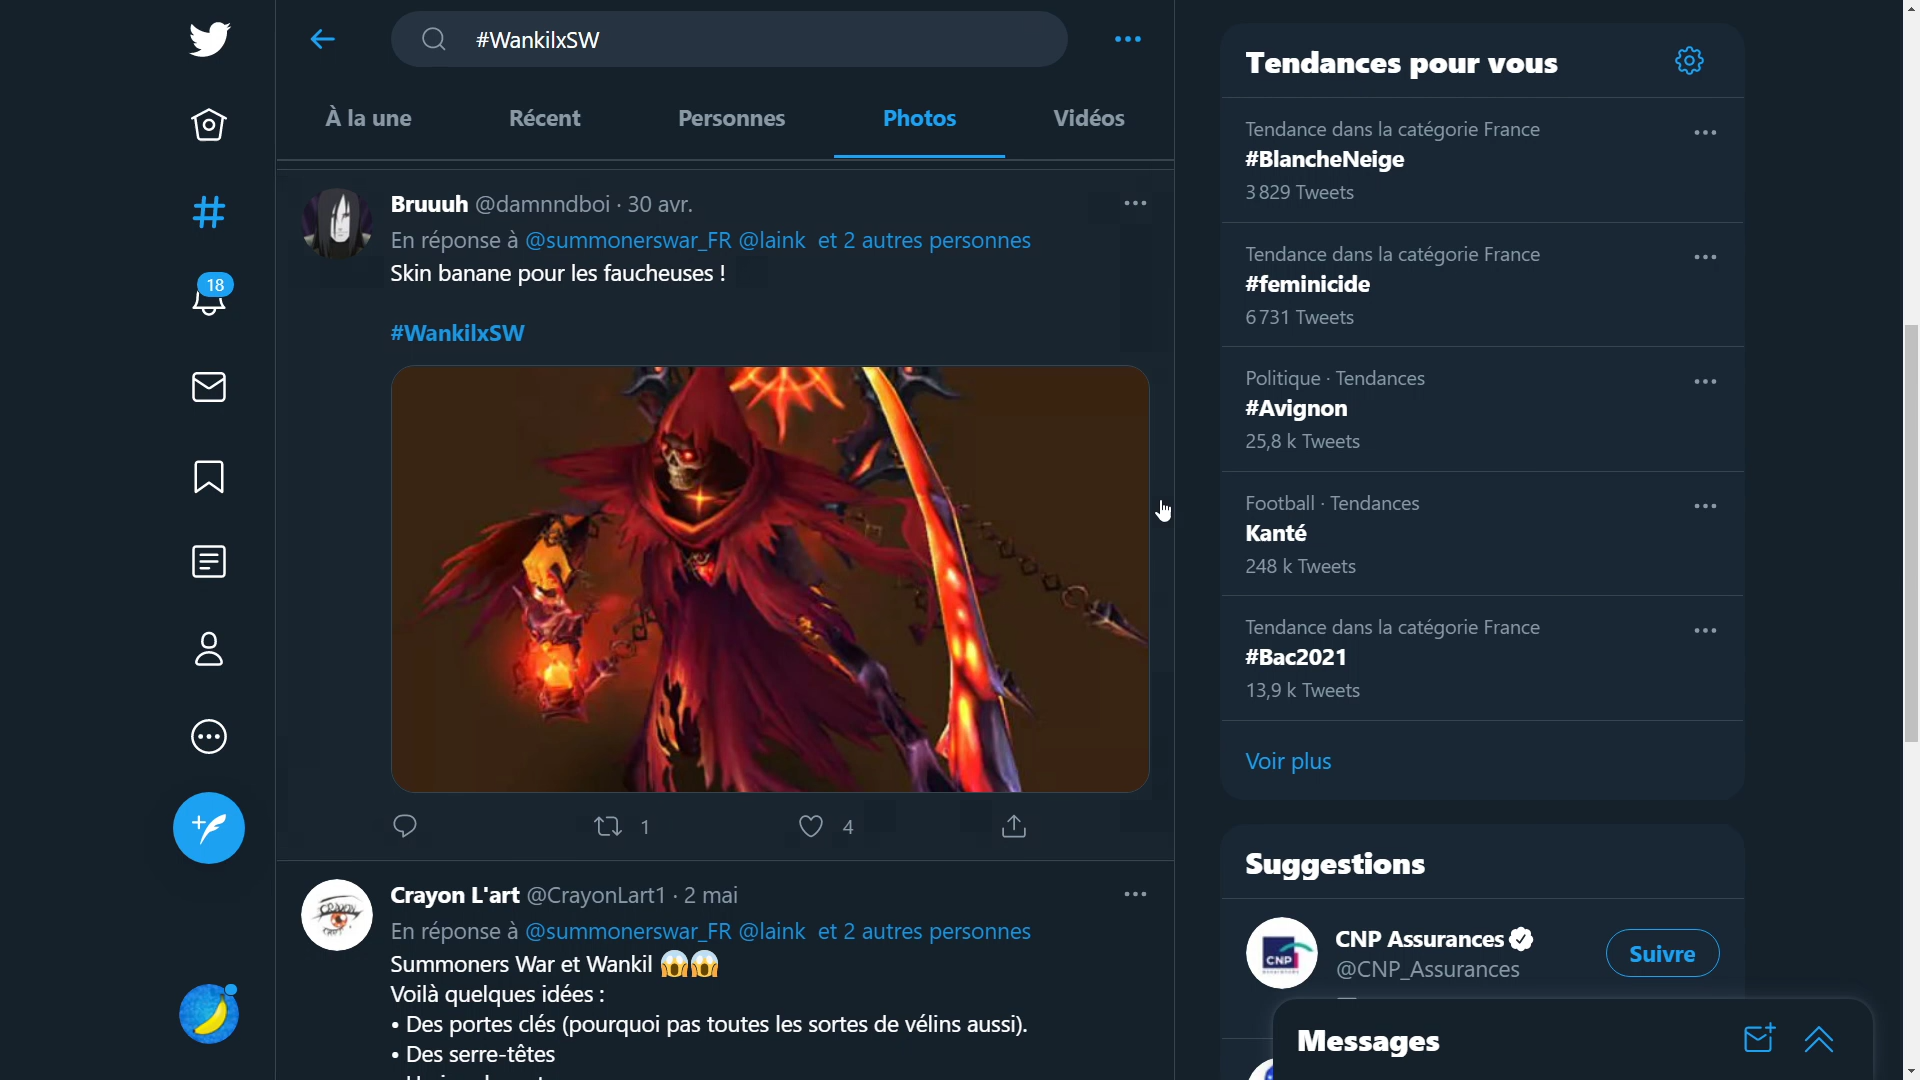 #WankilxSW
À la une
Récent
Personnes
Photos
Vidéos
18
Bruuuh @damnndboi · 30 avr.
En réponse à @summonerswar_FR @laink et 2 autres personnes
Skin banane pour les faucheuses !
#WankilxSW
1
4
Crayon L'art @CrayonLart1 · 2 mai
En réponse à @summonerswar_FR @laink et 2 autres personnes
Summoners War et Wankil 😱😱
Voilà quelques idées :
• Des portes clés (pourquoi pas toutes les sortes de vélins aussi).
• Des serre-têtes
Tendances pour vous
Tendance dans la catégorie France
#BlancheNeige
3 829 Tweets
Tendance dans la catégorie France
#feminicide
6 731 Tweets
Politique · Tendances
#Avignon
25,8 k Tweets
Football · Tendances
Kanté
248 k Tweets
Tendance dans la catégorie France
#Bac2021
13,9 k Tweets
Voir plus
Suggestions
CNP
CNP Assurances
@CNP_Assurances
Suivre
Messages